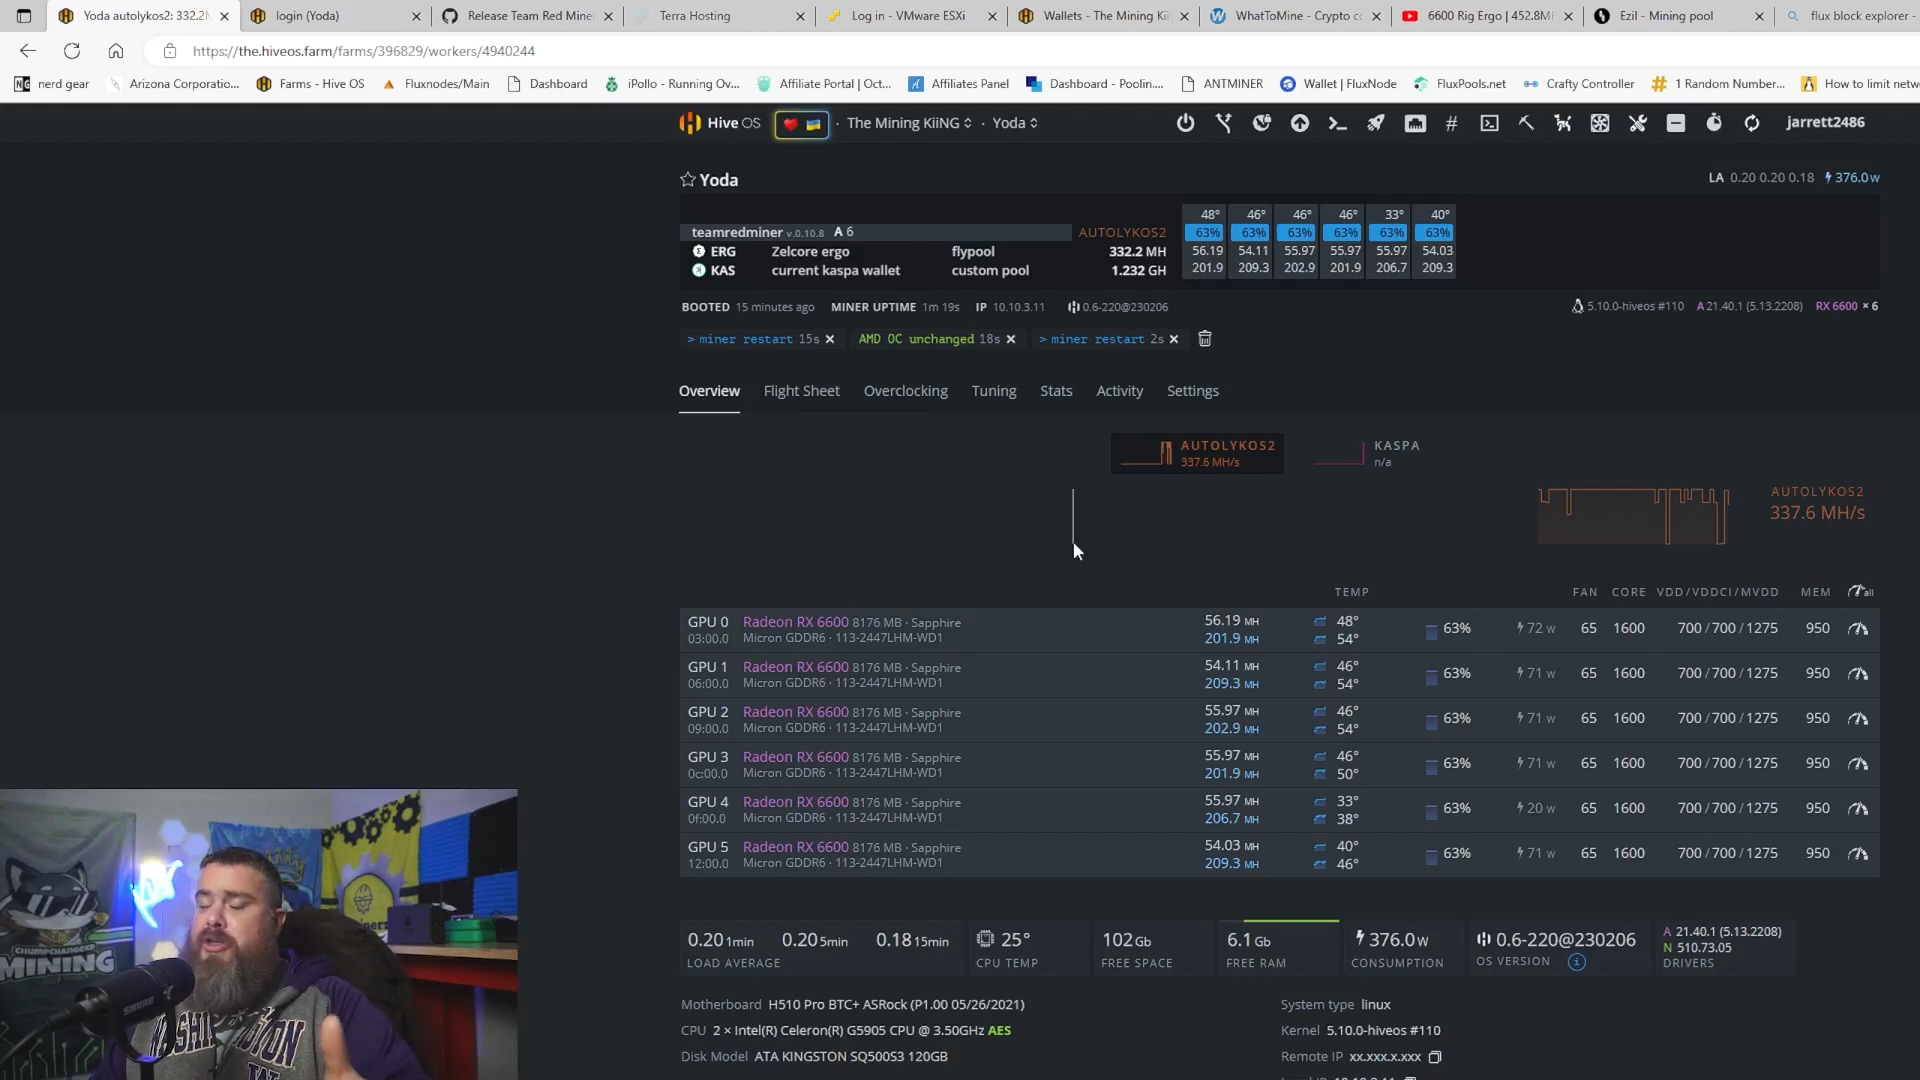 Yoda autolykos2: 332.2M
login (Yoda)
Release Team Red Mine
Terra Hosting
Log in - VMware ESXi
Wallets - The Mining Kii
WhatToMine - Crypto co
6600 Rig Ergo | 452.8MH
Ezil - Mining pool
flux block explorer -
https://the.hiveos.farm/farms/396829/workers/4940244
nerd gear
Arizona Corporatio...
Farms - Hive OS
Fluxnodes/Main
Dashboard
iPollo - Running Ov...
Affiliate Portal | Oct...
Affiliates Panel
Dashboard - Poolin....
ANTMINER
Wallet | FluxNode
FluxPools.net
Crafty Controller
1 Random Number...
How to limit netw
Hive OS · The Mining KiiNG · Yoda
jarrett2486
Yoda
LA 0.20 0.20 0.18 376.0 w
teamredminer v.0.10.8 A 6 AUTOLYKOS2
ERG Zelcore ergo flypool 332.2 MH
KAS current kaspa wallet custom pool 1.232 GH
48° 46° 46° 46° 33° 40°
63% 63% 63% 63% 63% 63%
56.19 54.11 55.97 55.97 55.97 54.03
201.9 209.3 202.9 201.9 206.7 209.3
BOOTED 15 minutes ago MINER UPTIME 1m 19s IP 10.10.3.11 0.6-220@230206
5.10.0-hiveos #110 A 21.40.1 (5.13.2208) RX 6600 × 6
> miner restart 15s AMD OC unchanged 18s > miner restart 2s
Overview Flight Sheet Overclocking Tuning Stats Activity Settings
AUTOLYKOS2
337.6 MH/s
KASPA
n/a
AUTOLYKOS2
337.6 MH/s
TEMP FAN CORE VDD/VDDCI/MVDD MEM all
GPU 0 Radeon RX 6600 8176 MB · Sapphire 56.19 MH 48° 63% 72 w 65 1600 700 / 700 / 1275 950
03:00.0 Micron GDDR6 · 113-2447LHM-WD1 201.9 MH 54°
GPU 1 Radeon RX 6600 8176 MB · Sapphire 54.11 MH 46° 63% 71 w 65 1600 700 / 700 / 1275 950
06:00.0 Micron GDDR6 · 113-2447LHM-WD1 209.3 MH 54°
GPU 2 Radeon RX 6600 8176 MB · Sapphire 55.97 MH 46° 63% 71 w 65 1600 700 / 700 / 1275 950
09:00.0 Micron GDDR6 · 113-2447LHM-WD1 202.9 MH 54°
GPU 3 Radeon RX 6600 8176 MB · Sapphire 55.97 MH 46° 63% 71 w 65 1600 700 / 700 / 1275 950
0c:00.0 Micron GDDR6 · 113-2447LHM-WD1 201.9 MH 50°
GPU 4 Radeon RX 6600 8176 MB · Sapphire 55.97 MH 33° 63% 20 w 65 1600 700 / 700 / 1275 950
0f:00.0 Micron GDDR6 · 113-2447LHM-WD1 206.7 MH 38°
GPU 5 Radeon RX 6600 8176 MB · Sapphire 54.03 MH 40° 63% 71 w 65 1600 700 / 700 / 1275 950
12:00.0 Micron GDDR6 · 113-2447LHM-WD1 209.3 MH 46°
0.20 1min 0.20 5min 0.18 15min
LOAD AVERAGE
25°
CPU TEMP
102 Gb
FREE SPACE
6.1 Gb
FREE RAM
376.0 W
CONSUMPTION
0.6-220@230206
OS VERSION
A 21.40.1 (5.13.2208)
N 510.73.05
DRIVERS
Motherboard H510 Pro BTC+ ASRock (P1.00 05/26/2021)
CPU 2 × Intel(R) Celeron(R) G5905 CPU @ 3.50GHz AES
Disk Model ATA KINGSTON SQ500S3 120GB
System type linux
Kernel 5.10.0-hiveos #110
Remote IP xx.xxx.x.xxx
CHUMPCHANGEXD
MINING
SHURE